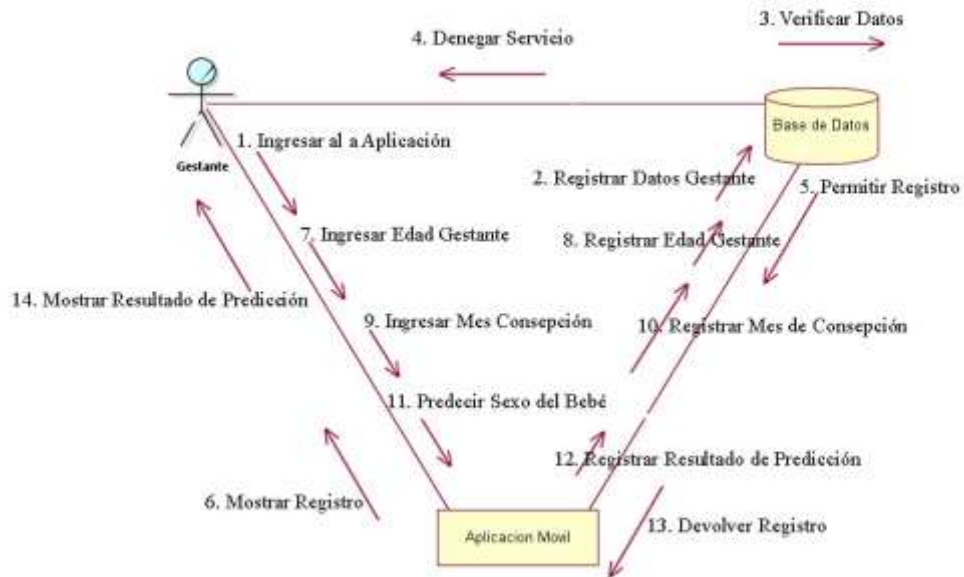 3. Verificar Datos
4. Denegar Servicio
Base de Datos
1. Ingresar al a Aplicación
Gestante
2. Registrar Datos Gestante
5. Permitir Registro
7. Ingresar Edad Gestante
8. Registrar Edad Gestante
14. Mostrar Resultado de Predicción
9. Ingresar Mes Consepción
10. Registrar Mes de Consepción
11. Predecir Sexo del Bebé
12. Registrar Resultado de Predicción
6. Mostrar Registro
13. Devolver Registro
Aplicacion Movil